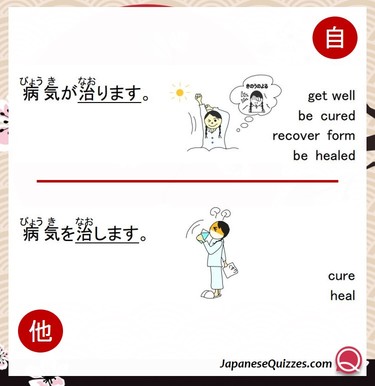 自
びょう き なお
病気が治ります。
きのうのよる
get well
be cured
recover form
be healed
びょう き なお
病気を治します。
cure
heal
他
JapaneseQuizzes.com